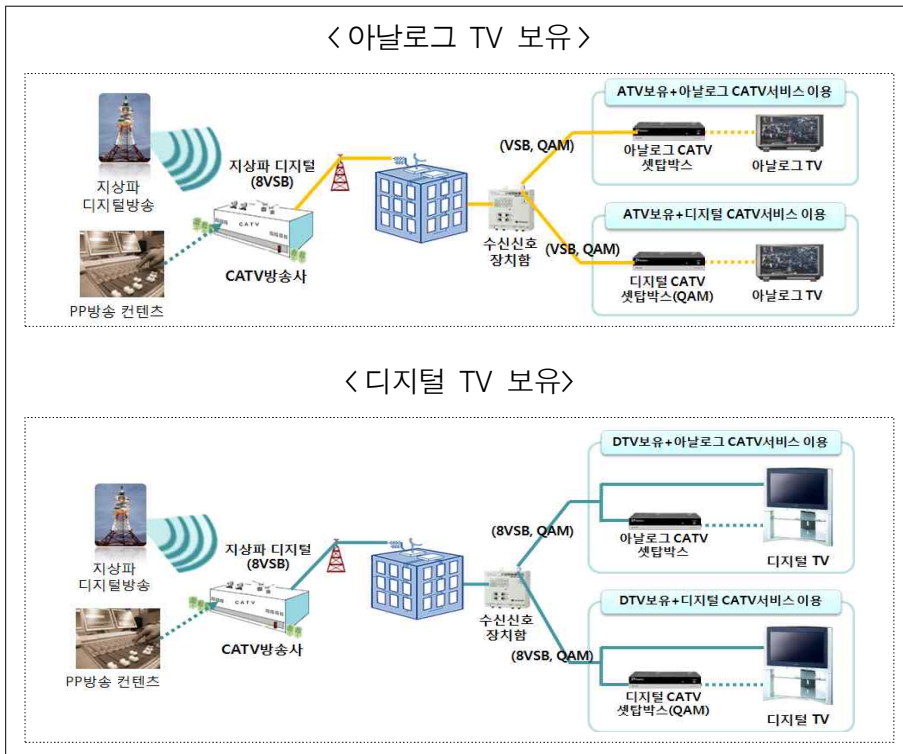 < 아날로그 TV 보유 >
ATV보유+아날로그 CATV서비스 이용
(VSB, QAM)
아날로그 CATV
셋탑박스
아날로그 TV
지상파 디지털
(8VSB)
지상파
디지털방송
CATV
CATV방송사
수신신호
장치함
(VSB, QAM)
ATV보유+디지털 CATV서비스 이용
디지털 CATV
셋탑박스(QAM)
아날로그 TV
PP방송 컨텐츠
< 디지털 TV 보유>
DTV보유+아날로그 CATV서비스 이용
(8VSB, QAM)
아날로그 CATV
셋탑박스
디지털 TV
지상파 디지털
(8VSB)
지상파
디지털방송
CATV
CATV방송사
수신신호
장치함
(8VSB, QAM)
DTV보유+디지털 CATV서비스 이용
디지털 CATV
셋탑박스(QAM)
디지털 TV
PP방송 컨텐츠